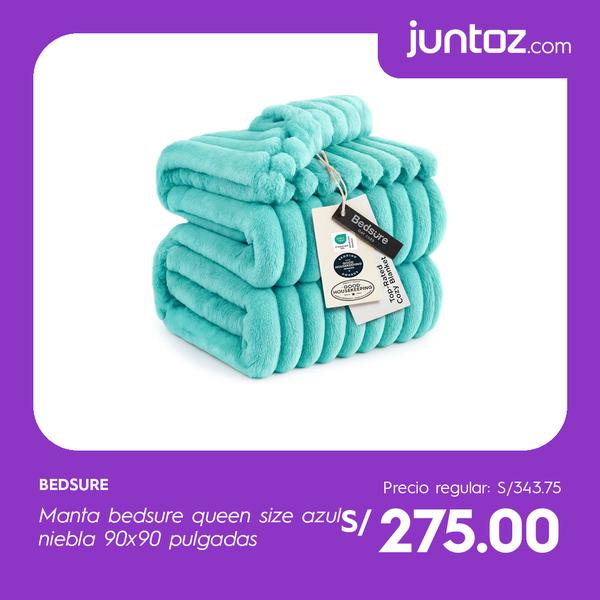 juntoz.com
Bedsure
GOOD
HOUSEKEEPING
Top-Rated
Cozy Blanket
BEDSURE
Manta bedsure queen size azul
niebla 90x90 pulgadas
Precio regular: S/343.75
S/ 275.00